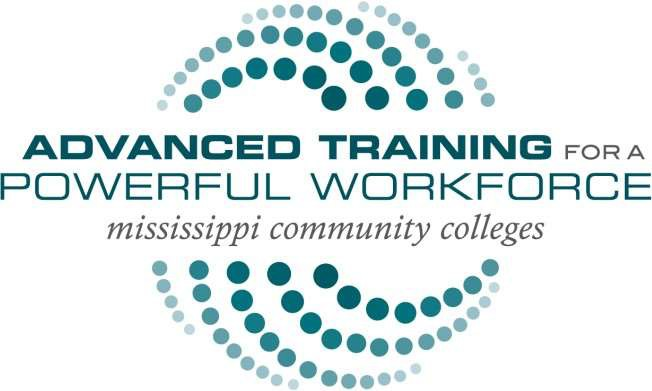 ADVANCED TRAINING FOR A
POWERFUL WORKFORCE
mississippi community colleges